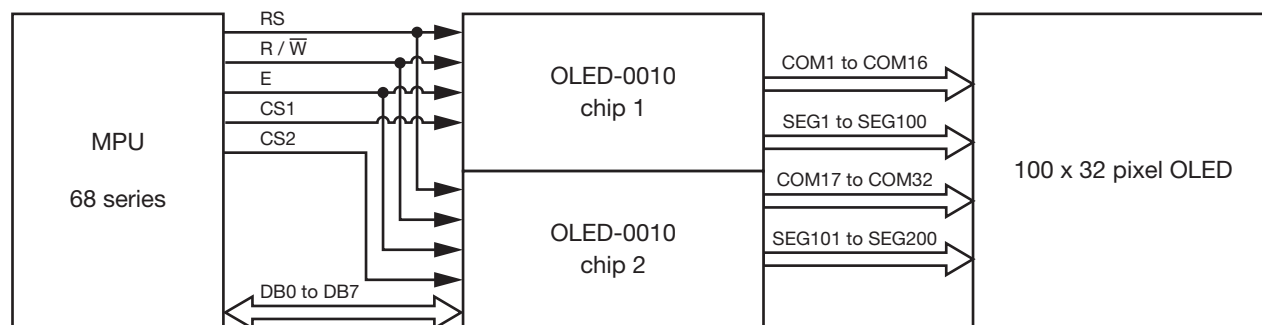 RS
R / W̅
E
CS1
CS2
MPU
68 series
DB0 to DB7
OLED-0010
chip 1
OLED-0010
chip 2
COM1 to COM16
SEG1 to SEG100
COM17 to COM32
SEG101 to SEG200
100 x 32 pixel OLED